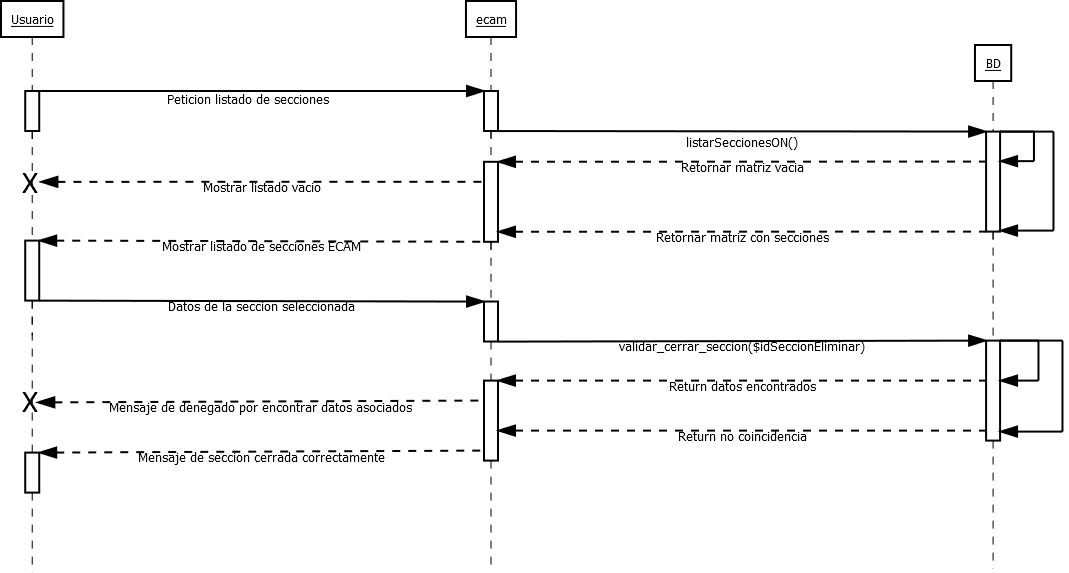 Usuario
ecam
BD
Peticion listado de secciones
listarSeccionesON()
Retornar matriz vacia
Mostrar listado vacio
Retornar matriz con secciones
Mostrar listado de secciones ECAM
Datos de la seccion seleccionada
validar_cerrar_seccion($idSeccionEliminar)
Return datos encontrados
Mensaje de denegado por encontrar datos asociados
Return no coincidencia
Mensaje de seccion cerrada correctamente